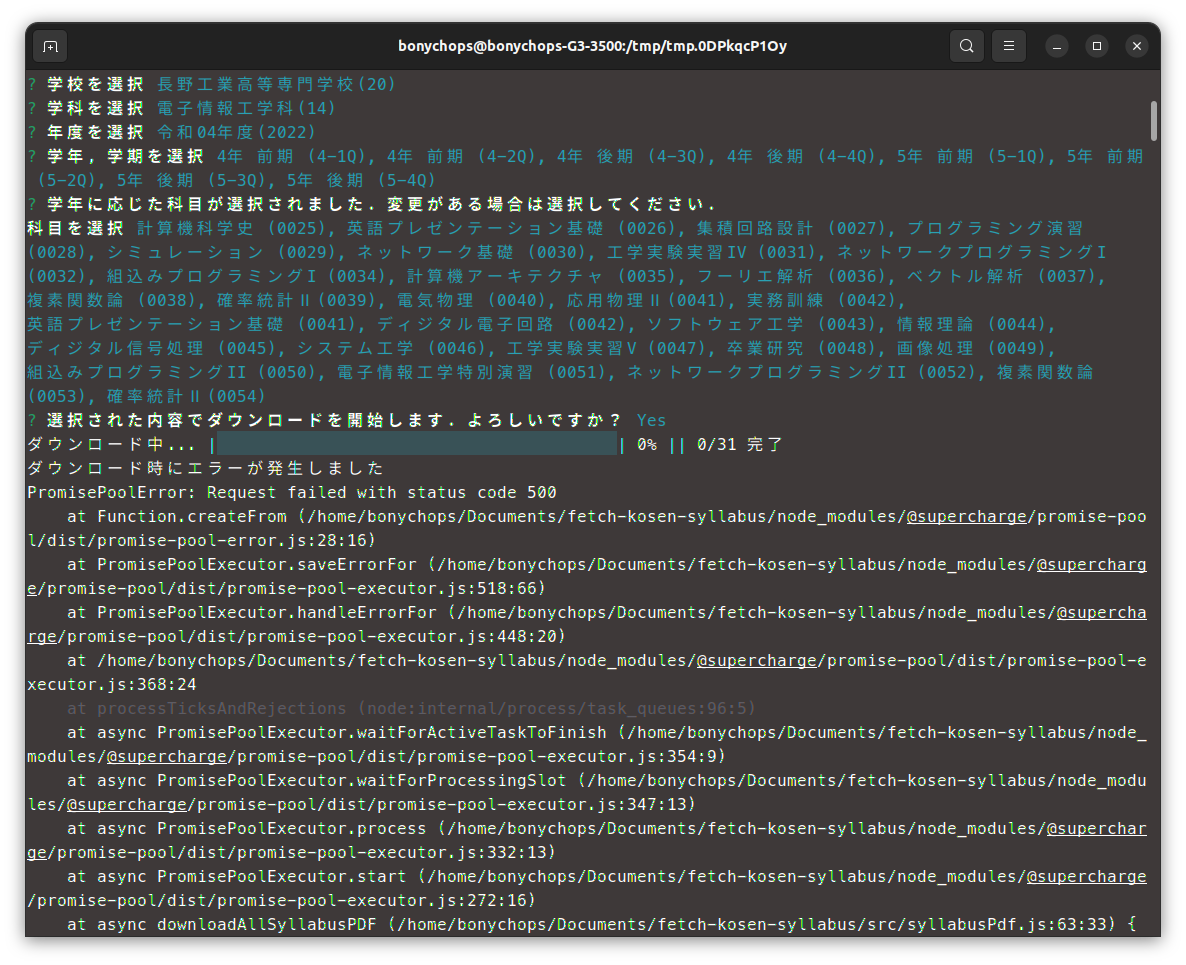 bonychops@bonychops-G3-3500:/tmp/tmp.0DPkqcP1Oy
? 学校を選択 長野工業高等専門学校(20)
? 学科を選択 電子情報工学科(14)
? 年度を選択 令和04年度(2022)
? 学年, 学期を選択 4年 前期 (4-1Q), 4年 前期 (4-2Q), 4年 後期 (4-3Q), 4年 後期 (4-4Q), 5年 前期 (5-1Q), 5年 前期
(5-2Q), 5年 後期 (5-3Q), 5年 後期 (5-4Q)
? 学年に応じた科目が選択されました. 変更がある場合は選択してください.
科目を選択 計算機科学史 (0025), 英語プレゼンテーション基礎 (0026), 集積回路設計 (0027), プログラミング演習
(0028), シミュレーション (0029), ネットワーク基礎 (0030), 工学実験実習IV (0031), ネットワークプログラミングI
(0032), 組込みプログラミングI (0034), 計算機アーキテクチャ (0035), フーリエ解析 (0036), ベクトル解析 (0037),
複素関数論 (0038), 確率統計Ⅱ(0039), 電気物理 (0040), 応用物理Ⅱ(0041), 実務訓練 (0042),
英語プレゼンテーション基礎 (0041), ディジタル電子回路 (0042), ソフトウェア工学 (0043), 情報理論 (0044),
ディジタル信号処理 (0045), システム工学 (0046), 工学実験実習V (0047), 卒業研究 (0048), 画像処理 (0049),
組込みプログラミングII (0050), 電子情報工学特別演習 (0051), ネットワークプログラミングII (0052), 複素関数論
(0053), 確率統計Ⅱ(0054)
? 選択された内容でダウンロードを開始します. よろしいですか？ Yes
ダウンロード中... | | 0% || 0/31 完了
ダウンロード時にエラーが発生しました
PromisePoolError: Request failed with status code 500
at Function.createFrom (/home/bonychops/Documents/fetch-kosen-syllabus/node_modules/@supercharge/promise-poo
l/dist/promise-pool-error.js:28:16)
at PromisePoolExecutor.saveErrorFor (/home/bonychops/Documents/fetch-kosen-syllabus/node_modules/@supercharg
e/promise-pool/dist/promise-pool-executor.js:518:66)
at PromisePoolExecutor.handleErrorFor (/home/bonychops/Documents/fetch-kosen-syllabus/node_modules/@supercha
rge/promise-pool/dist/promise-pool-executor.js:448:20)
at /home/bonychops/Documents/fetch-kosen-syllabus/node_modules/@supercharge/promise-pool/dist/promise-pool-e
xecutor.js:368:24
at processTicksAndRejections (node:internal/process/task_queues:96:5)
at async PromisePoolExecutor.waitForActiveTaskToFinish (/home/bonychops/Documents/fetch-kosen-syllabus/node_
modules/@supercharge/promise-pool/dist/promise-pool-executor.js:354:9)
at async PromisePoolExecutor.waitForProcessingSlot (/home/bonychops/Documents/fetch-kosen-syllabus/node_modu
les/@supercharge/promise-pool/dist/promise-pool-executor.js:347:13)
at async PromisePoolExecutor.process (/home/bonychops/Documents/fetch-kosen-syllabus/node_modules/@superchar
ge/promise-pool/dist/promise-pool-executor.js:332:13)
at async PromisePoolExecutor.start (/home/bonychops/Documents/fetch-kosen-syllabus/node_modules/@supercharge
/promise-pool/dist/promise-pool-executor.js:272:16)
at async downloadAllSyllabusPDF (/home/bonychops/Documents/fetch-kosen-syllabus/src/syllabusPdf.js:63:33) {